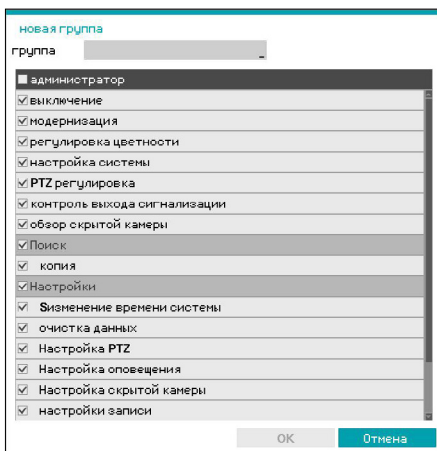 новая группа
группа
администратор
выключение
модернизация
регулировка цветности
настройка системы
PTZ регулировка
контроль выхода сигнализации
обзор скрытой камеры
Поиск
копия
Настройки
Sизменение времени системы
очистка данных
Настройка PTZ
Настройка оповещения
Настройка скрытой камеры
настройки записи
OK Отмена